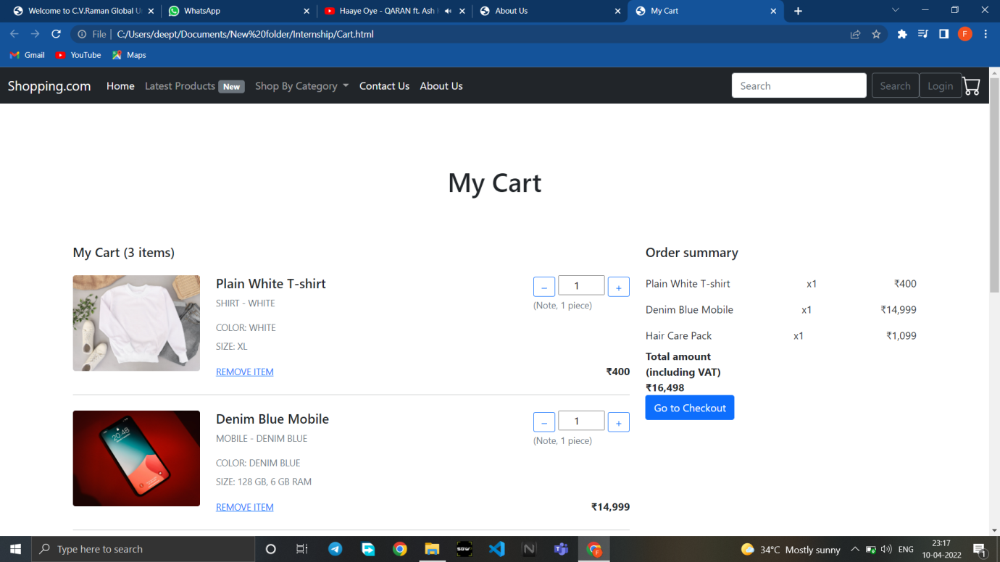 Welcome to C.V.Raman Global U
WhatsApp
Haaye Oye - QARAN ft. Ash
About Us
My Cart
File
C:/Users/deept/Documents/New%20folder/Internship/Cart.html
F
Gmail
YouTube
Maps
Shopping.com
Home
Latest Products New
Shop By Category
Contact Us
About Us
Search
Search
Login
My Cart
My Cart (3 items)
Plain White T-shirt
SHIRT - WHITE
COLOR: WHITE
SIZE: XL
REMOVE ITEM
– 1 +
(Note, 1 piece)
₹400
Denim Blue Mobile
MOBILE - DENIM BLUE
COLOR: DENIM BLUE
SIZE: 128 GB, 6 GB RAM
REMOVE ITEM
– 1 +
(Note, 1 piece)
₹14,999
20:48
Order summary
Plain White T-shirt x1 ₹400
Denim Blue Mobile x1 ₹14,999
Hair Care Pack x1 ₹1,099
Total amount
(including VAT)
₹16,498
Go to Checkout
Type here to search
SGW
N
34°C Mostly sunny
ENG
23:17
10-04-2022
1